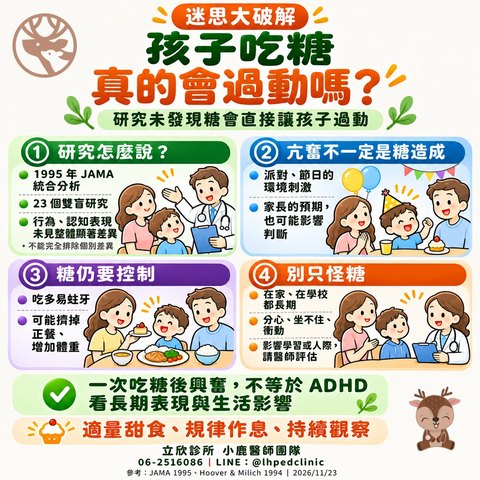 迷思大破解
孩子吃糖
真的會過動嗎？
研究未發現糖會直接讓孩子過動
1 研究怎麼說？
1995 年 JAMA
統合分析
23 個雙盲研究
行為、認知表現
未見整體顯著差異
*不能完全排除個別差異
2 亢奮不一定是糖造成
派對、節日的
環境刺激
家長的預期，
也可能影響
判斷
3 糖仍要控制
吃多易蛀牙
可能擠掉
正餐、
增加體重
4 別只怪糖
在家、在學校
都長期
分心、坐不住、
衝動
影響學習或人際，
請醫師評估
一次吃糖後興奮，不等於 ADHD
看長期表現與生活影響
適量甜食、規律作息、持續觀察
立欣診所 小鹿醫師團隊
06-2516086 | LINE：@lhpedclinic
參考：JAMA 1995、Hoover & Milich 1994 | 2026/11/23